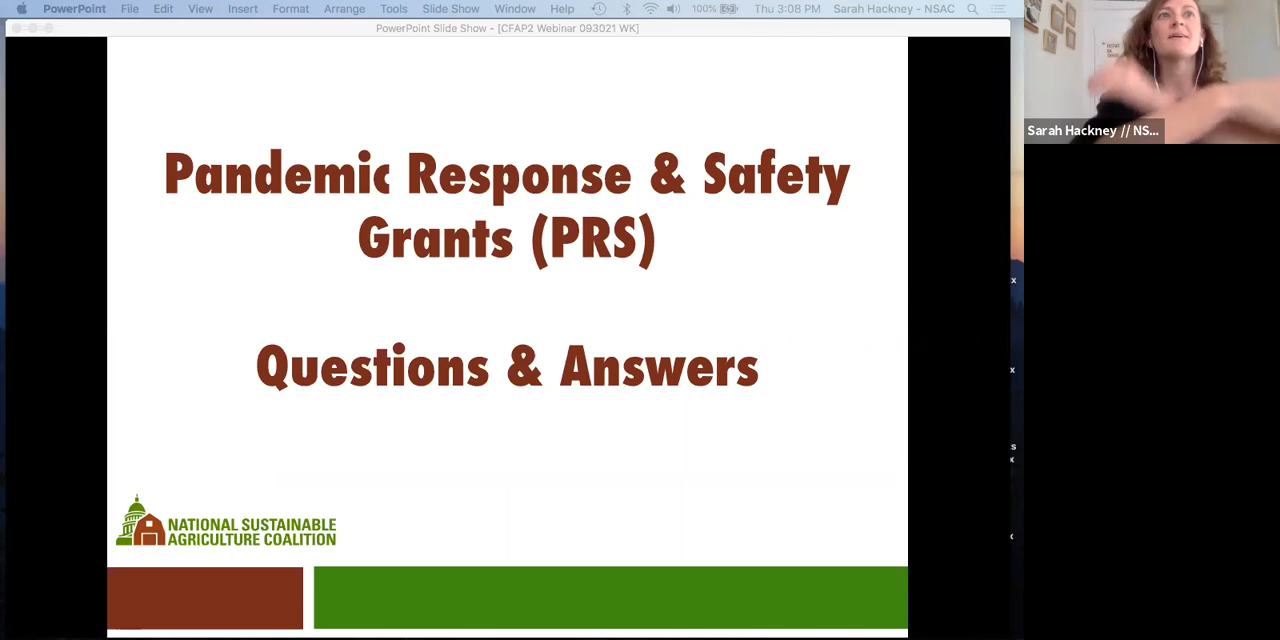 PowerPoint File Edit View Insert Format Arrange Tools Slide Show Window Help 100% Thu 3:08 PM Sarah Hackney - NSAC
PowerPoint Slide Show - [CFAP2 Webinar 093021 WK]
Sarah Hackney // NS...
Pandemic Response & Safety
Grants (PRS)
Questions & Answers
NATIONAL SUSTAINABLE
AGRICULTURE COALITION